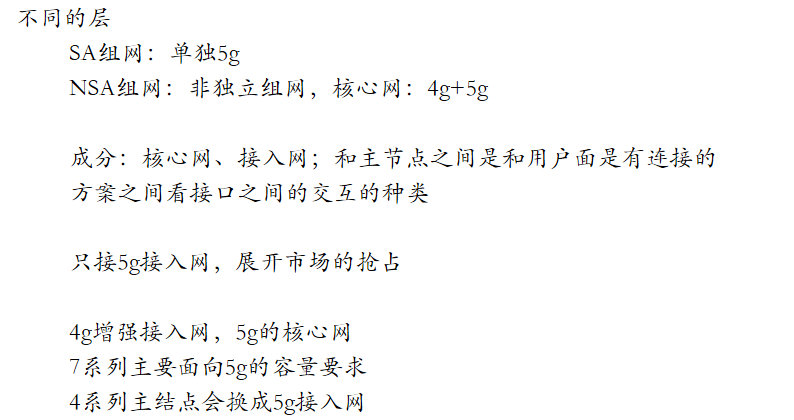 不同的层
SA组网：单独5g
NSA组网：非独立组网，核心网：4g+5g
成分：核心网、接入网；和主节点之间是和用户面是有连接的
方案之间看接口之间的交互的种类
只接5g接入网，展开市场的抢占
4g增强接入网，5g的核心网
7系列主要面向5g的容量要求
4系列主结点会换成5g接入网